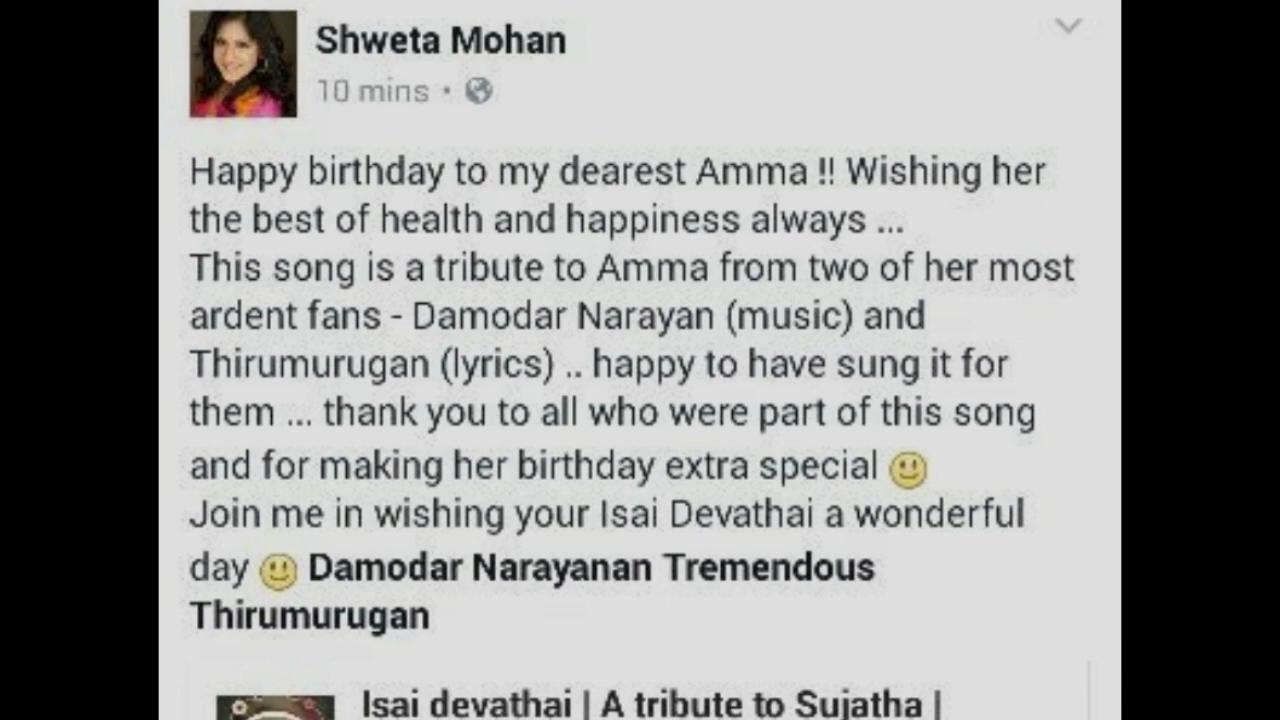 Shweta Mohan
10 mins •
Happy birthday to my dearest Amma !! Wishing her
the best of health and happiness always ...
This song is a tribute to Amma from two of her most
ardent fans - Damodar Narayan (music) and
Thirumurugan (lyrics) .. happy to have sung it for
them ... thank you to all who were part of this song
and for making her birthday extra special
Join me in wishing your Isai Devathai a wonderful
day Damodar Narayanan Tremendous
Thirumurugan
Isai devathai | A tribute to Sujatha |